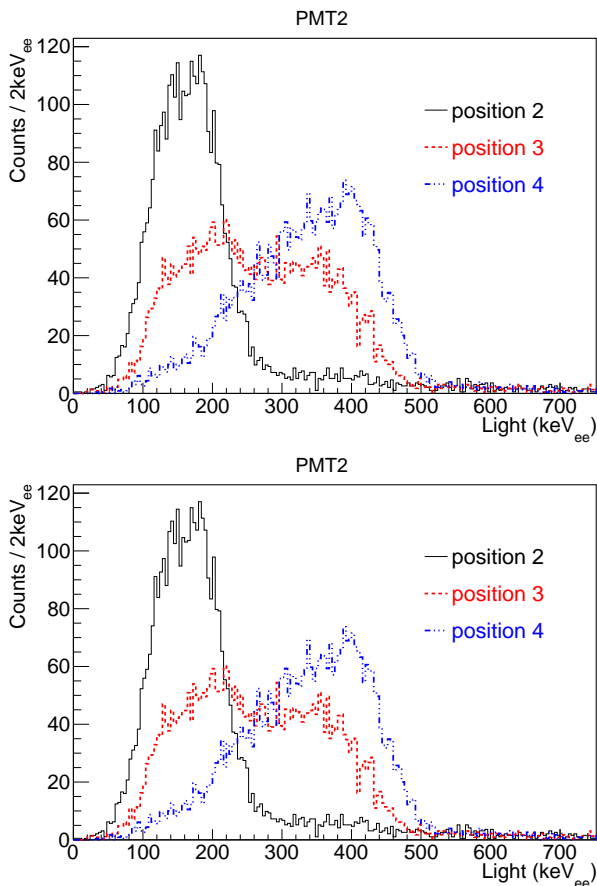 PMT2
Counts / 2keVee
120
100
80
60
40
20
0
position 2
position 3
position 4
0 100 200 300 400 500 600 700
Light (keVee)
PMT2
Counts / 2keVee
120
100
80
60
40
20
0
position 2
position 3
position 4
0 100 200 300 400 500 600 700
Light (keVee)